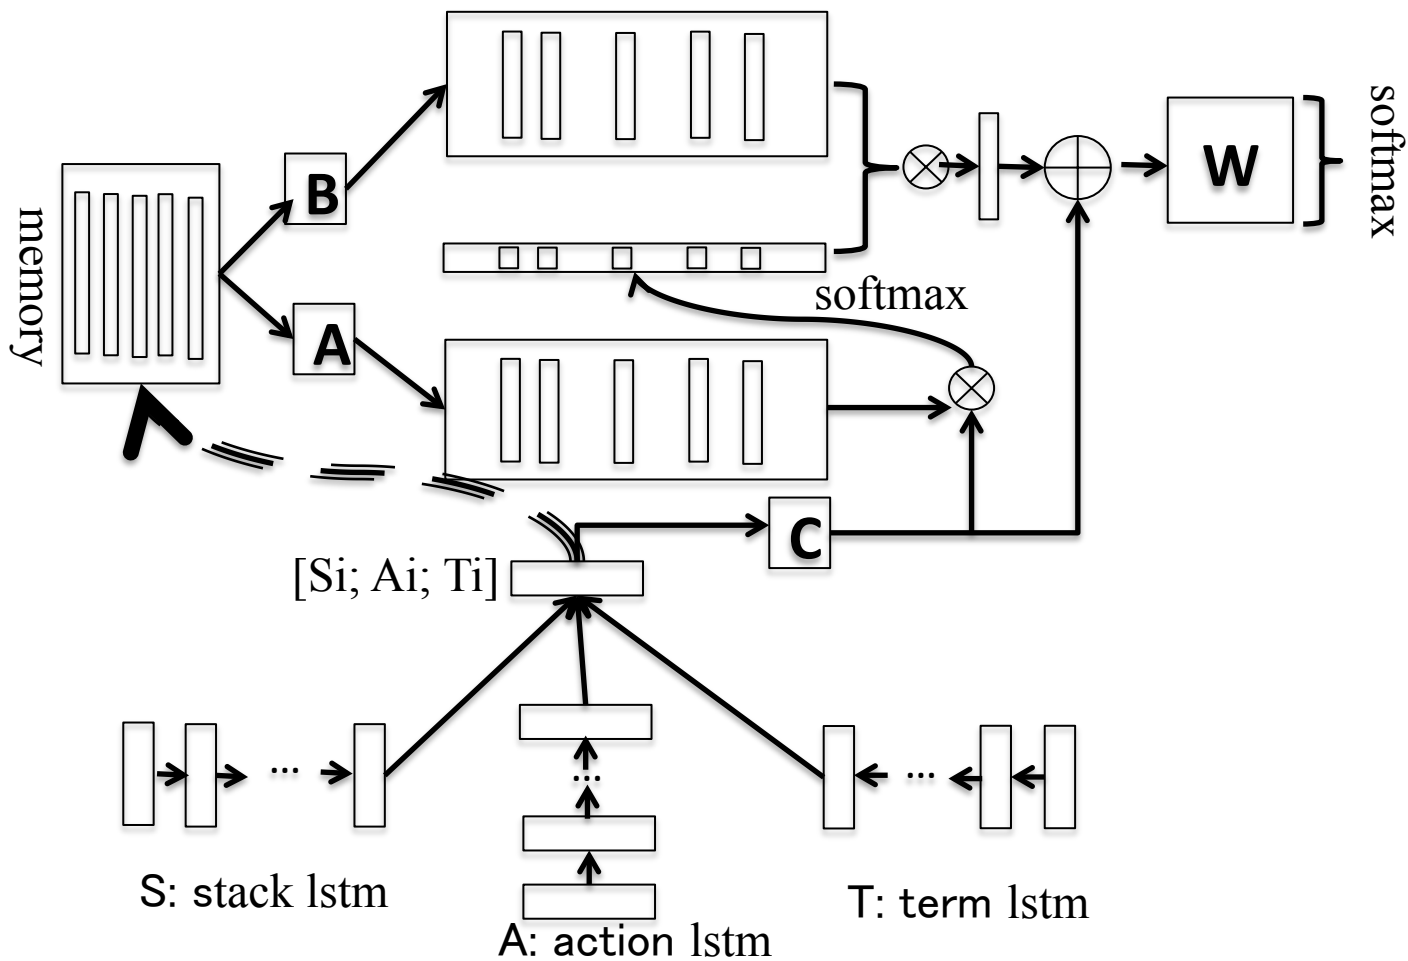 memory
B
A
softmax
W
softmax
C
[Si; Ai; Ti]
...
...
...
S: stack lstm
A: action lstm
T: term lstm